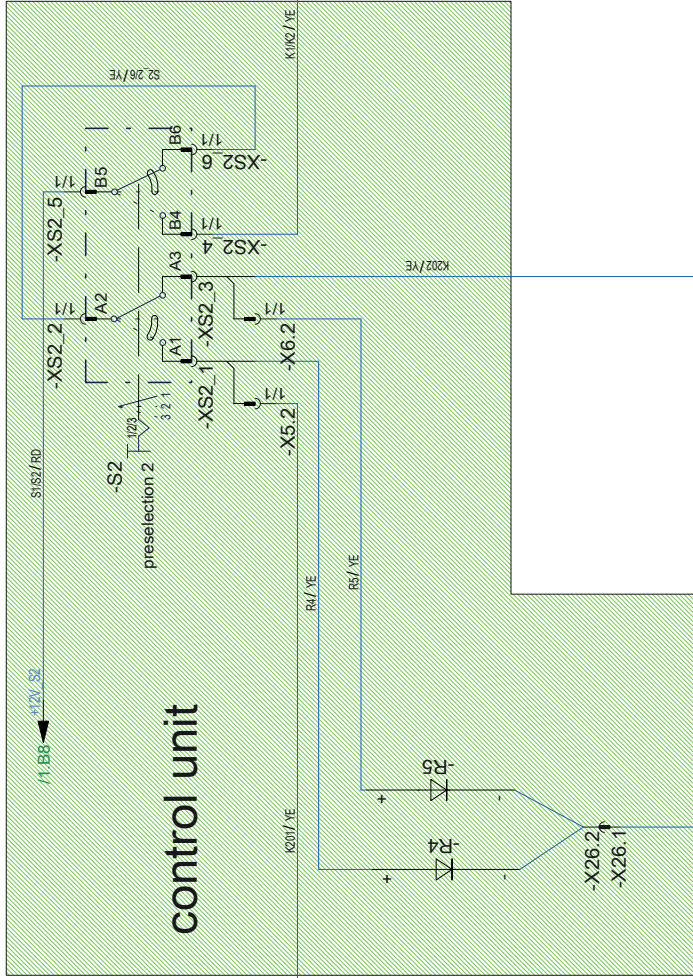 S2_2/6/YE
K1/K2 / YE
B5
B6
1/1
1/1
-XS2_5
-XS2_6
B4
1/1
-XS2_4
A2
A3
1/1
-XS2_2
-XS2_3
K202/YE
A1
1/1
-X6.2
-XS2_1
1/1
-X5.2
3 2 1
1/2/3
-S2
preselection 2
S1/S2/ RD
R4/ YE
R5/ YE
+12V_S2
/1.B8
control unit
K201/ YE
+
-R5
-
+
-R4
-
-X26.2
-X26.1